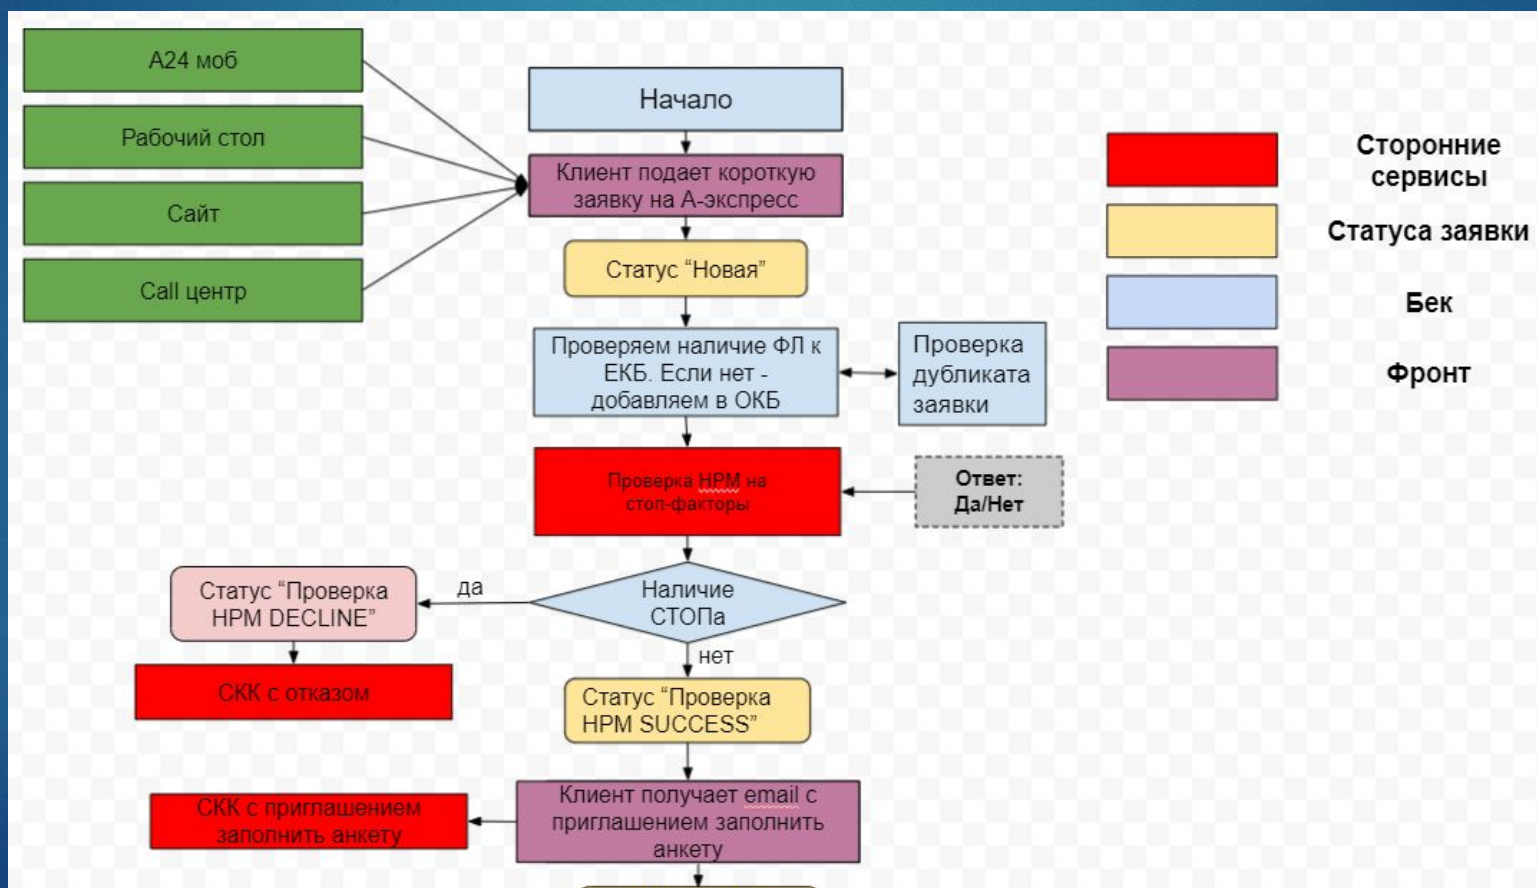 А24 моб
Рабочий стол
Сайт
Call центр
Начало
Клиент подает короткую
заявку на А-экспресс
Статус “Новая”
Проверяем наличие ФЛ к
ЕКБ. Если нет -
добавляем в ОКБ
Проверка
дубликата
заявки
Проверка НРМ на
стоп-факторы
Ответ:
Да/Нет
Наличие
СТОПа
да
Статус “Проверка
НРМ DECLINE”
СКК с отказом
нет
Статус “Проверка
НРМ SUCCESS”
Клиент получает email с
приглашением заполнить
анкету
СКК с приглашением
заполнить анкету
Сторонние
сервисы
Статуса заявки
Бек
Фронт